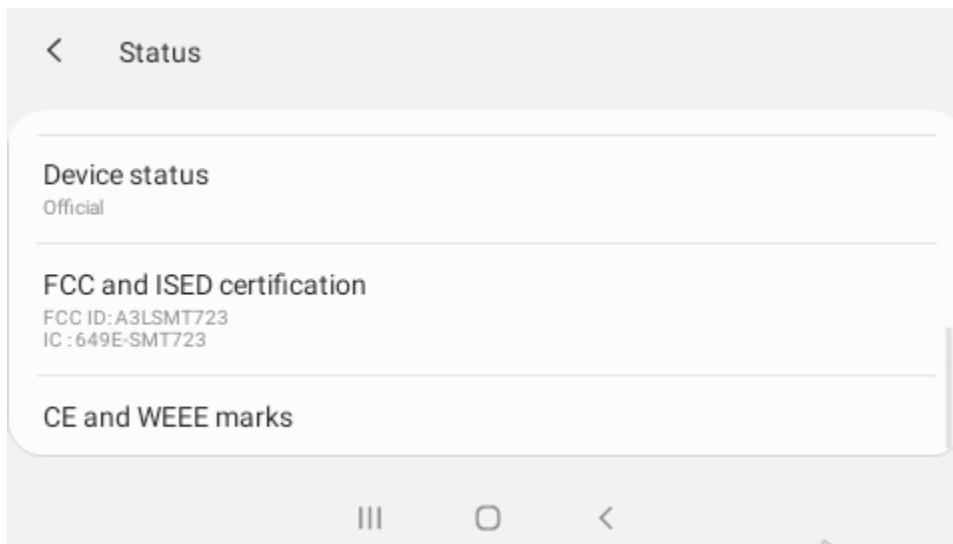 Status
Device status
Official
FCC and ISED certification
FCC ID: A3LSMT723
IC : 649E-SMT723
CE and WEEE marks